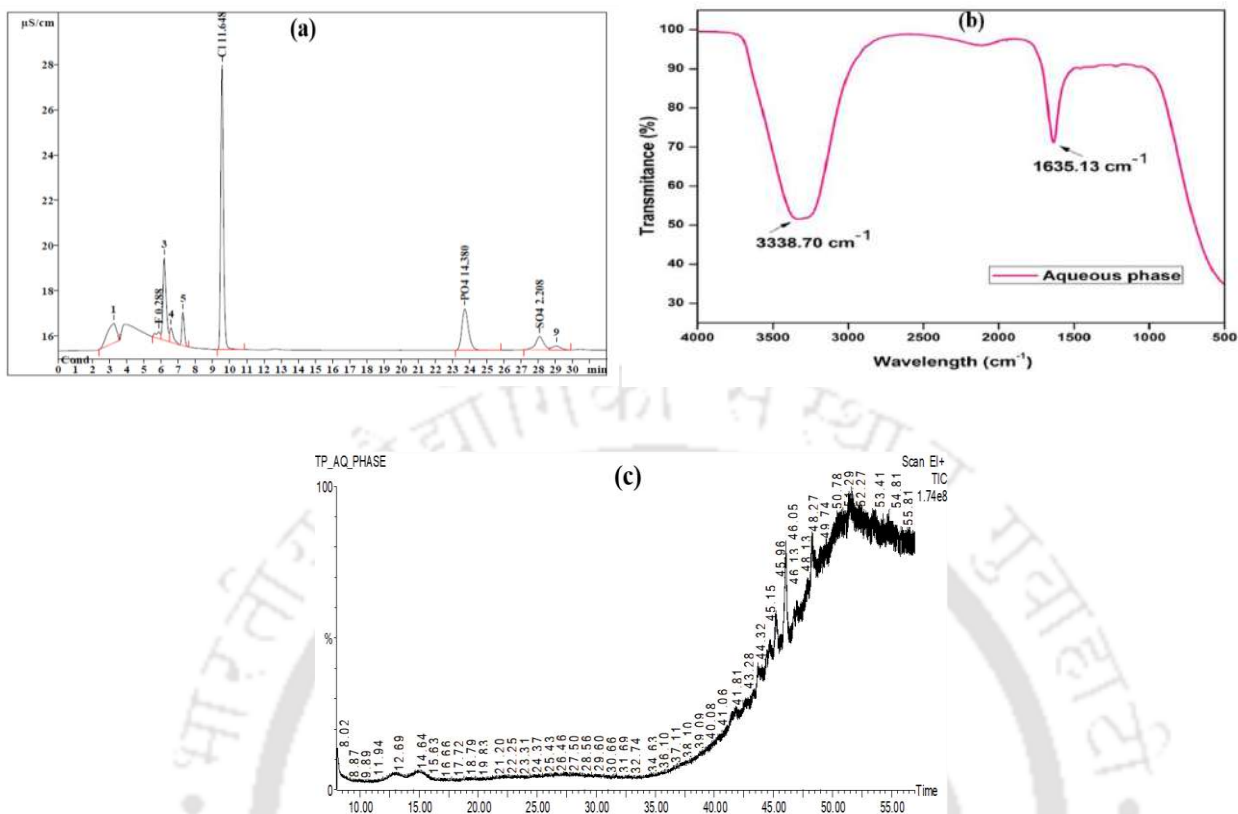 µS/cm
(a)
28
26
24
22
20
18
16
Cond
1
F 0.288
3
4
5
Cl 11.648
PO4 14.380
SO4 2.208
9
0 1 2 3 4 5 6 7 8 9 10 11 12 13 14 15 16 17 18 19 20 21 22 23 24 25 26 27 28 29 30 min
(b)
Transmitance (%)
100
90
80
70
60
50
40
30
1635.13 cm⁻¹
3338.70 cm⁻¹
Aqueous phase
4000 3500 3000 2500 2000 1500 1000 500
Wavelength (cm⁻¹)
TP_AQ_PHASE
(c)
Scan EI+
TIC
1.74e8
100
%
0
8.02 8.87 9.89 11.94 12.69 14.64 15.63 16.66 17.72 18.79 19.83 21.20 22.25 23.31 24.37 25.43 26.46 27.50 28.56 29.60 30.66 31.69 32.74 34.63 36.10 37.11 38.10 39.09 40.08 41.06 41.81 43.28 44.32 45.15 45.96 46.05 46.13 48.13 48.27 49.74 50.78 52.27 53.41 54.81 55.81
Time
10.00 15.00 20.00 25.00 30.00 35.00 40.00 45.00 50.00 55.00